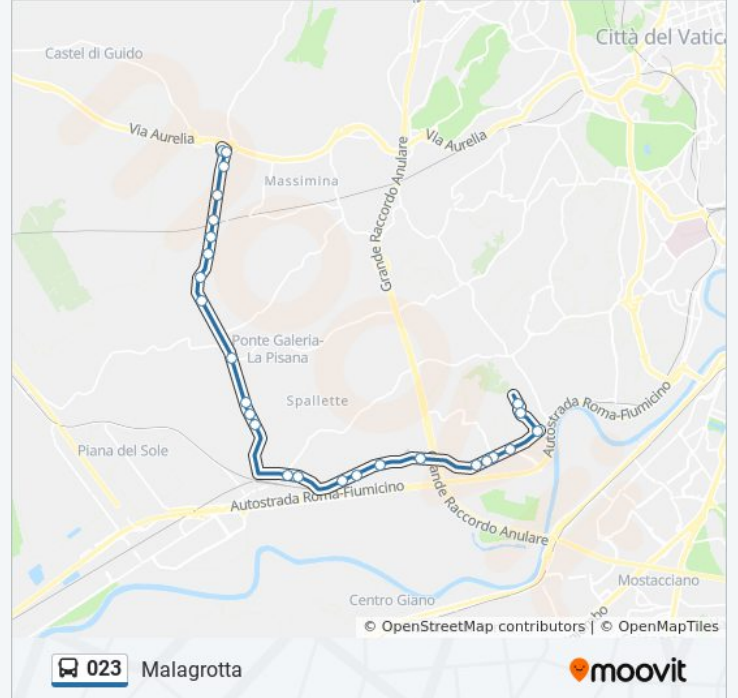 Città del Vatica
Castel di Guido
Via Aurelia
Via Aurelia
Massimina
Grande Raccordo Anulare
Ponte Galeria-
La Pisana
Spallette
Autostrada Roma-Fiumicino
Piana del Sole
Autostrada Roma-Fiumicino
ande Raccordo Anulare
Mostacciano
Centro Giano
© OpenStreetMap contributors | © OpenMapTiles
023 Malagrotta
moovit